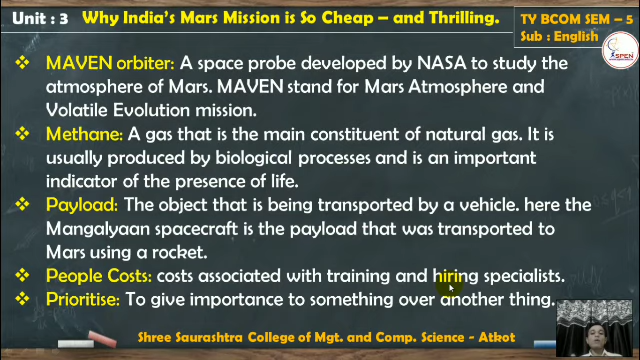 Unit : 3 Why India's Mars Mission is So Cheap – and Thrilling.
TY BCOM SEM – 5
Sub : English
SPEN
❖ MAVEN orbiter: A space probe developed by NASA to study the
atmosphere of Mars. MAVEN stand for Mars Atmosphere and
Volatile Evolution mission.
❖ Methane: A gas that is the main constituent of natural gas. It is
usually produced by biological processes and is an important
indicator of the presence of life.
❖ Payload: The object that is being transported by a vehicle. here the
Mangalyaan spacecraft is the payload that was transported to
Mars using a rocket.
❖ People Costs: costs associated with training and hiring specialists.
❖ Prioritise: To give importance to something over another thing.
Shree Saurashtra College of Mgt. and Comp. Science - Atkot